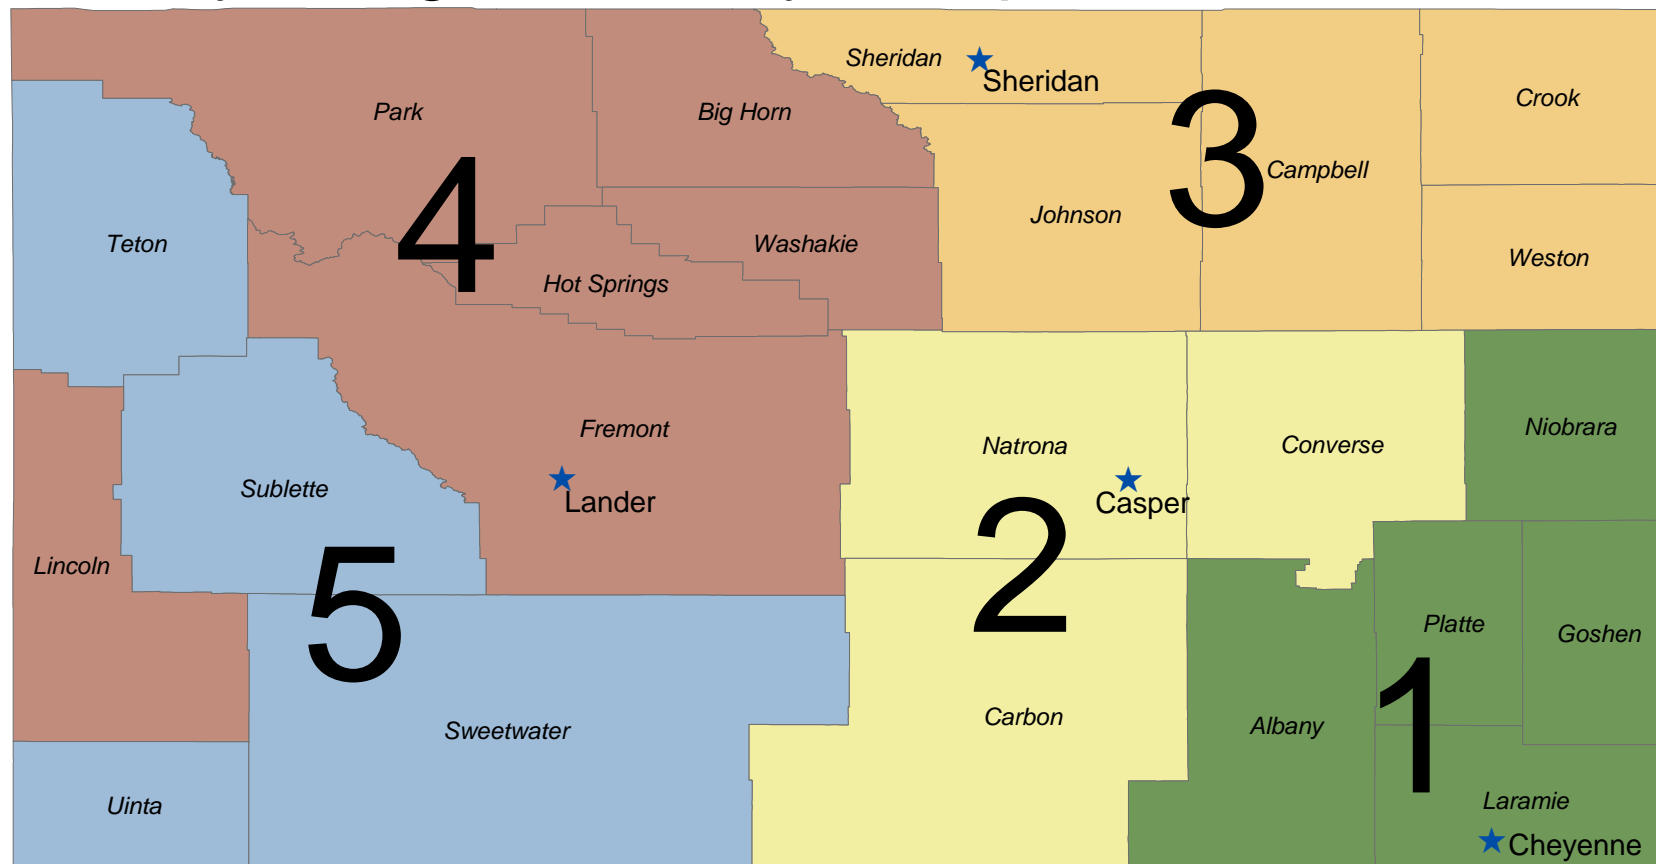 Sheridan
Sheridan
Crook
Park
Big Horn
3
Campbell
4
Johnson
Teton
Washakie
Weston
Hot Springs
Fremont
Natrona
Converse
Niobrara
Sublette
Lander
Casper
Lincoln
5
2
Platte
Goshen
Carbon
Albany
1
Sweetwater
Uinta
Laramie
Cheyenne